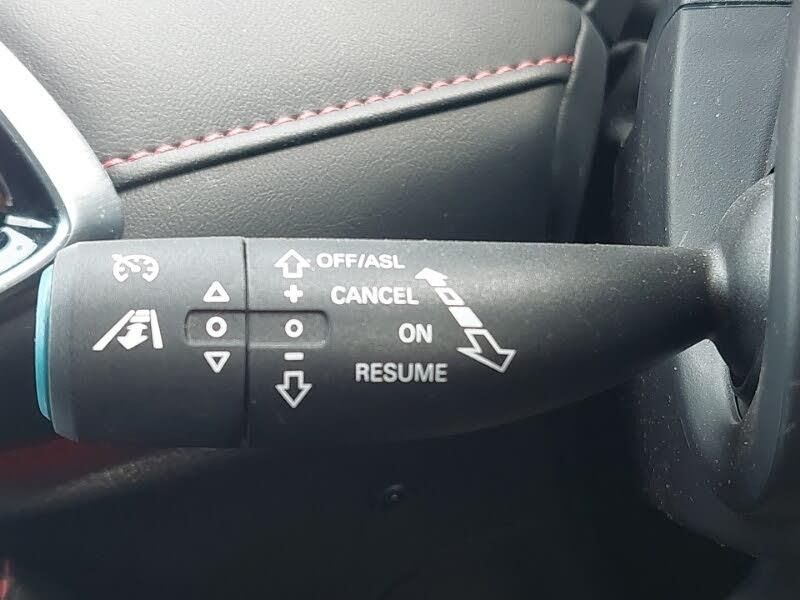 OFF/ASL
+ CANCEL
ON
-
RESUME